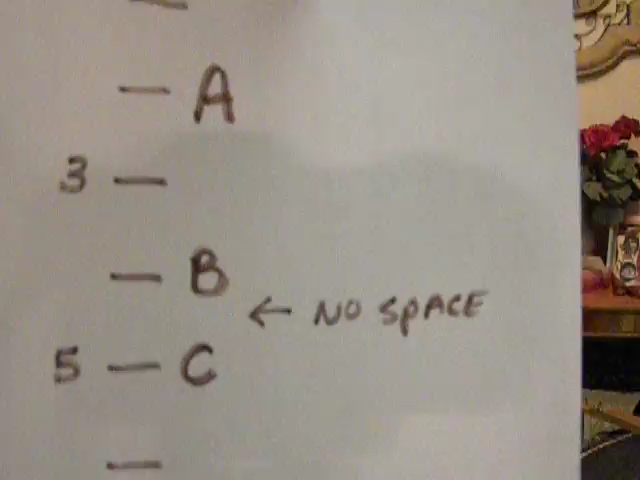 — A
3 —
— B
← NO SPACE
5 — C